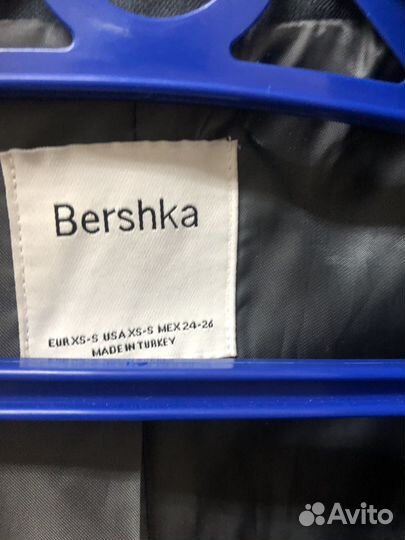 Bershka
EUR XS-S USA XS-S MEX 24-26
MADE IN TURKEY
Avito